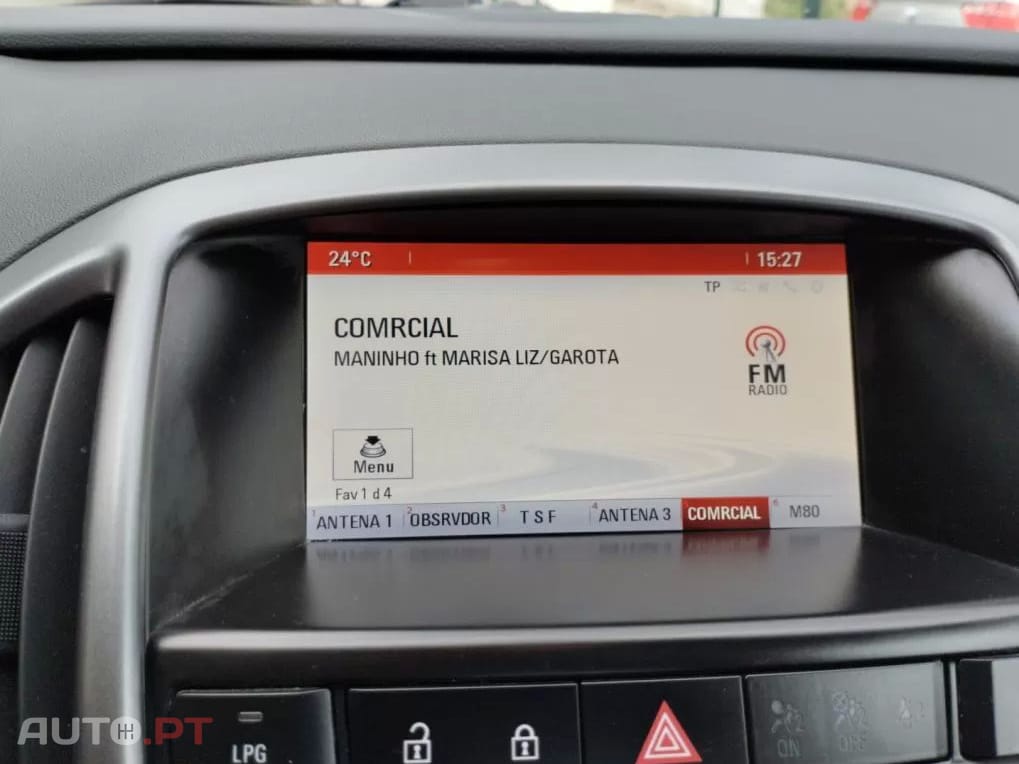 24°C 15:27
TP
COMRCIAL
MANINHO ft MARISA LIZ/GAROTA
FM
RADIO
Menu
Fav 1 d 4
1 ANTENA 1 2 OBSRVDOR 3 T S F 4 ANTENA 3 COMRCIAL 6 M80
LPG
ON
OFF
AUTO.PT